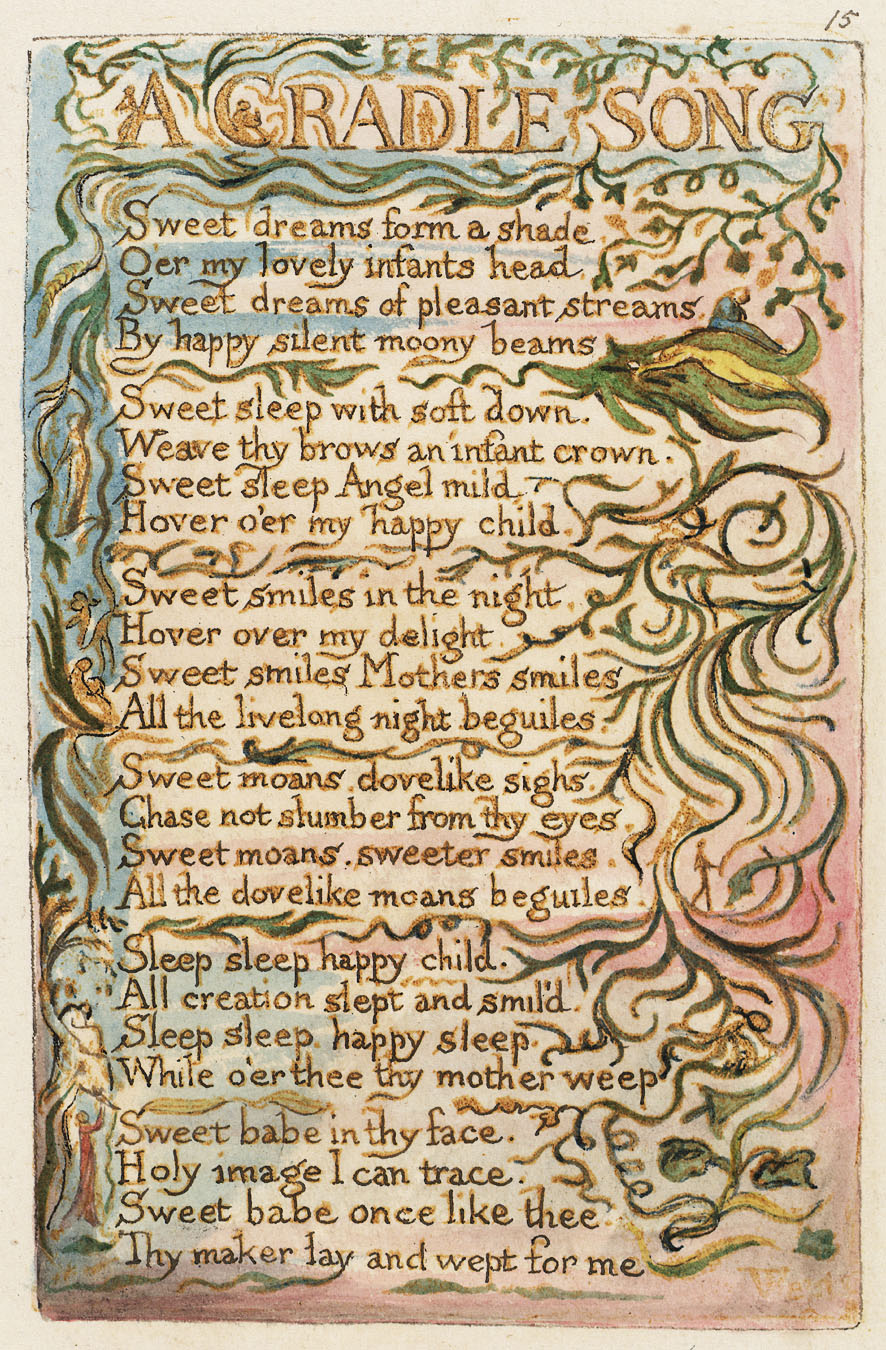 15
A CRADLE SONG
Sweet dreams form a shade
O'er my lovely infants head
Sweet dreams of pleasant streams
By happy silent moony beams
Sweet sleep with soft down.
Weave thy brows an infant crown.
Sweet sleep Angel mild
Hover o'er my happy child.
Sweet smiles in the night
Hover over my delight.
Sweet smiles Mothers smiles
All the livelong night beguiles.
Sweet moans. dovelike sighs.
Chase not slumber from thy eyes.
Sweet moans. sweeter smiles.
All the dovelike moans beguiles.
Sleep sleep happy child.
All creation slept and smil'd.
Sleep sleep. happy sleep.
While o'er thee thy mother weep
Sweet babe in thy face.
Holy image I can trace.
Sweet babe once like thee
Thy maker lay and wept for me